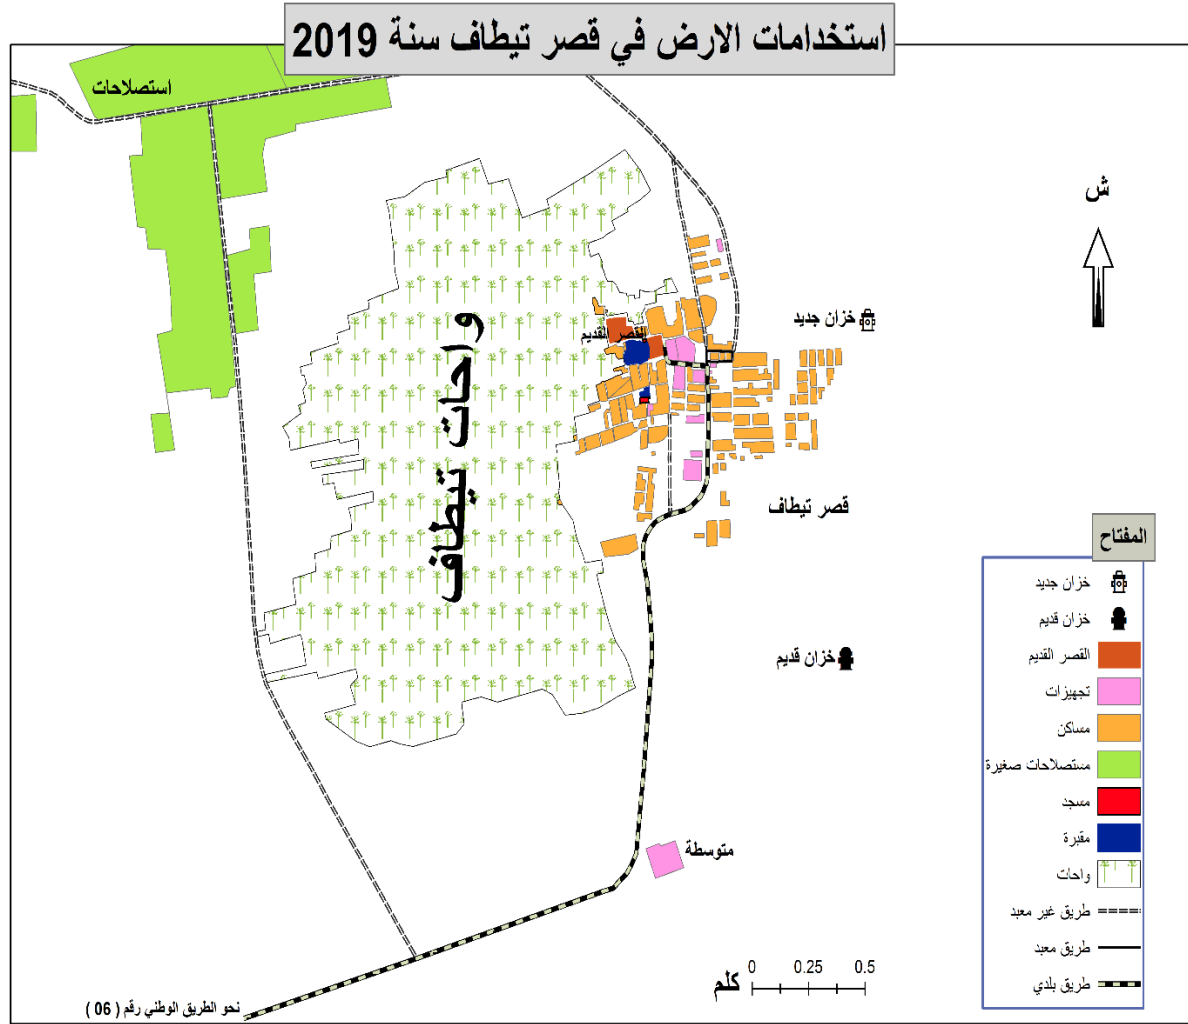 استخدامات الارض في قصر تيطاف سنة 2019
استصلاحات
ش
خزان جديد
القصر القديم
واحات تيطاف
قصر تيطاف
خزان قديم
متوسطة
نحو الطريق الوطني رقم ( 06 )
كلم
0 0.25 0.5
المفتاح
خزان جديد
خزان قديم
القصر القديم
تجهيزات
مساكن
مستصلاحات صغيرة
مسجد
مقبرة
واحات
طريق غير معبد
طريق معبد
طريق بلدي